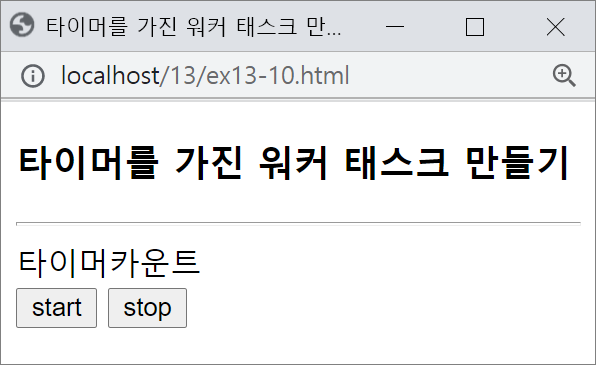 타이머를 가진 워커 태스크 만...
localhost/13/ex13-10.html
타이머를 가진 워커 태스크 만들기
타이머카운트
start stop